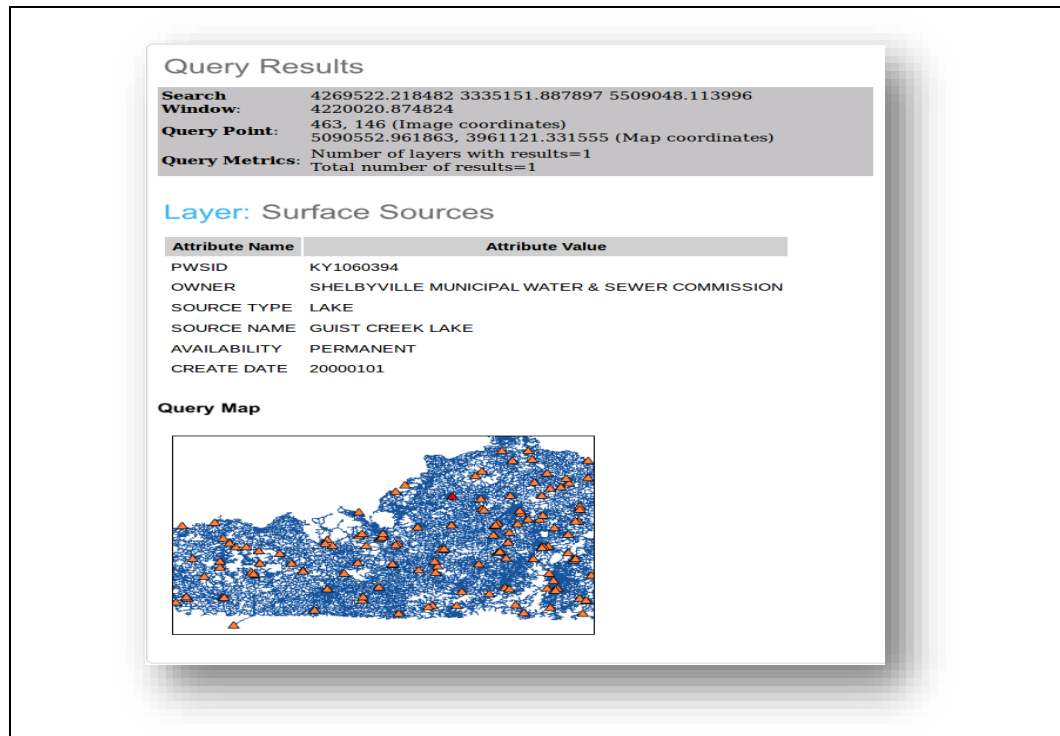 Query Results
Search Window: 4269522.218482 3335151.887897 5509048.113996
4220020.874824
Query Point: 463, 146 (Image coordinates)
5090552.961863, 3961121.331555 (Map coordinates)
Query Metrics: Number of layers with results=1
Total number of results=1
Layer: Surface Sources
Attribute Name Attribute Value
PWSID KY1060394
OWNER SHELBYVILLE MUNICIPAL WATER & SEWER COMMISSION
SOURCE TYPE LAKE
SOURCE NAME GUIST CREEK LAKE
AVAILABILITY PERMANENT
CREATE DATE 20000101
Query Map